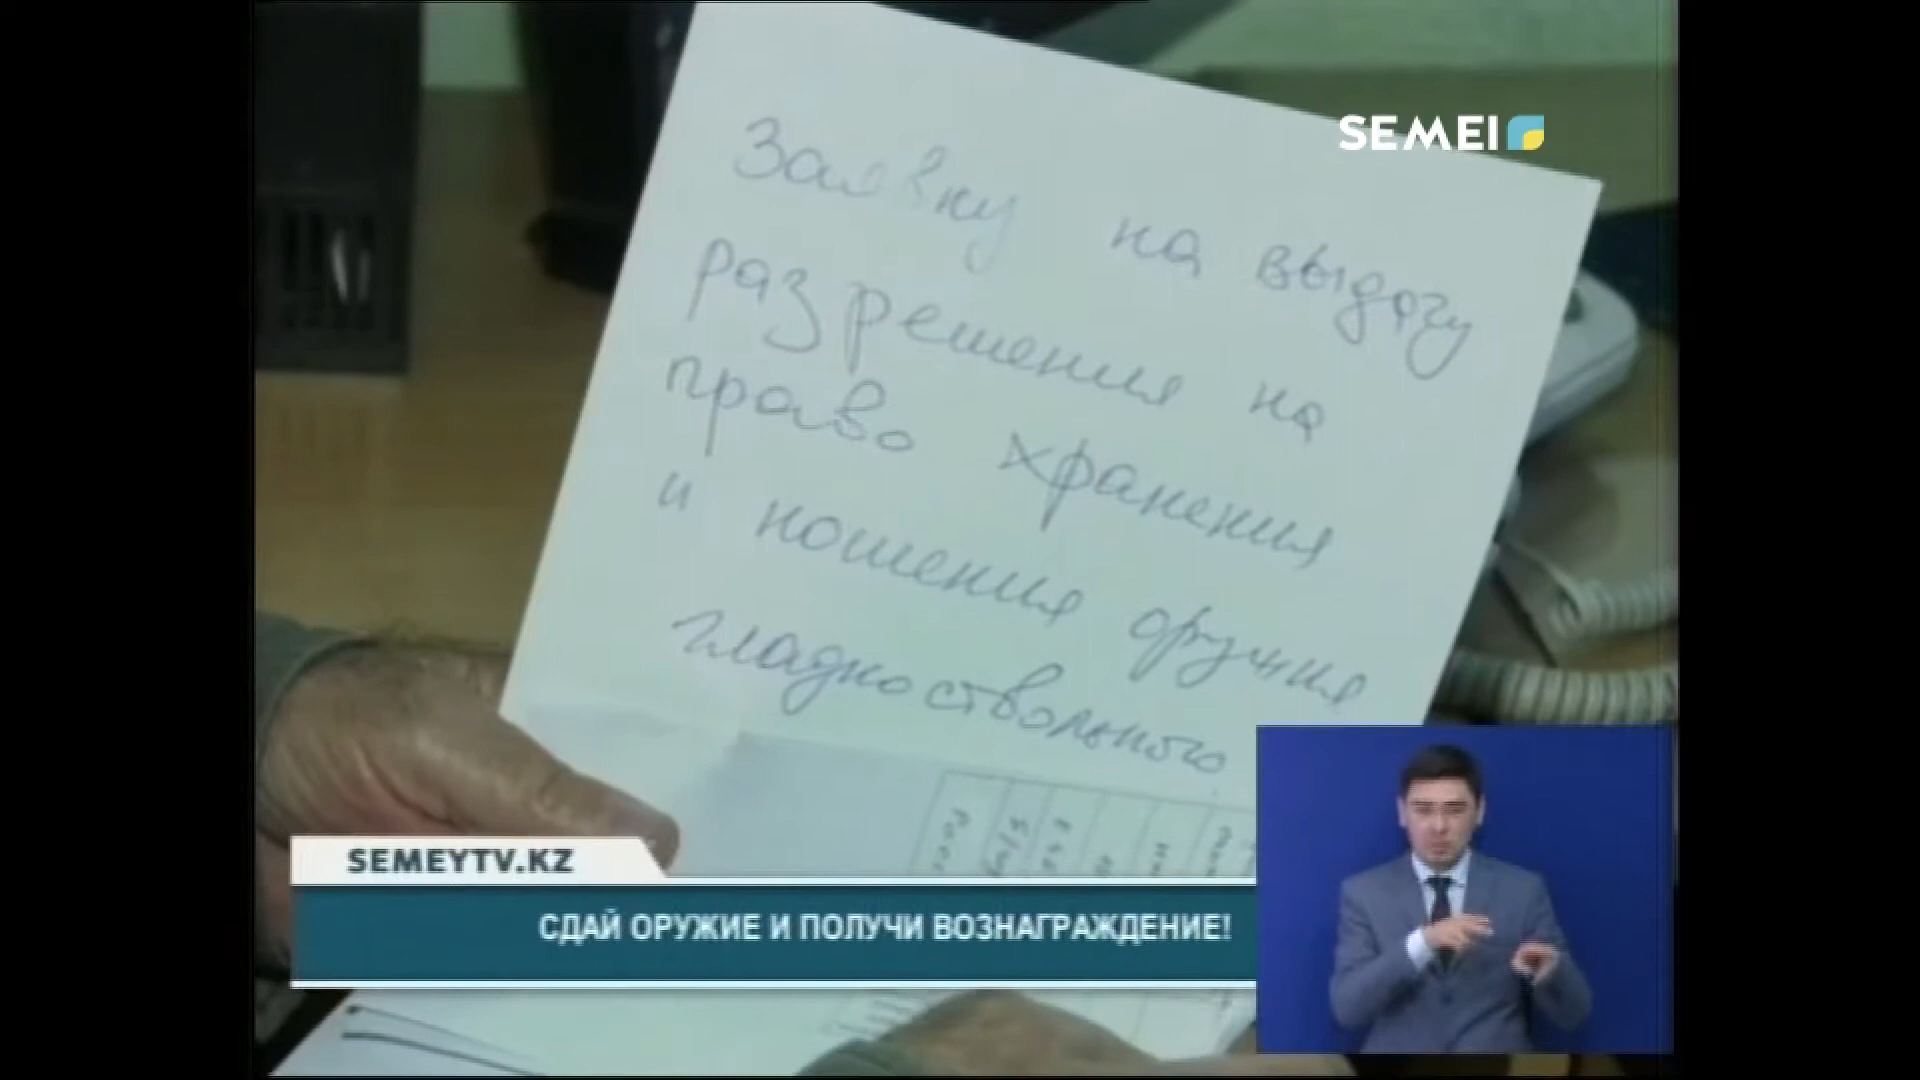 SEMEI
Заявку на выдачу
разрешения на
право хранения
и ношения оружия
гладкоствольного
SEMEYTV.KZ
СДАЙ ОРУЖИЕ И ПОЛУЧИ ВОЗНАГРАЖДЕНИЕ!